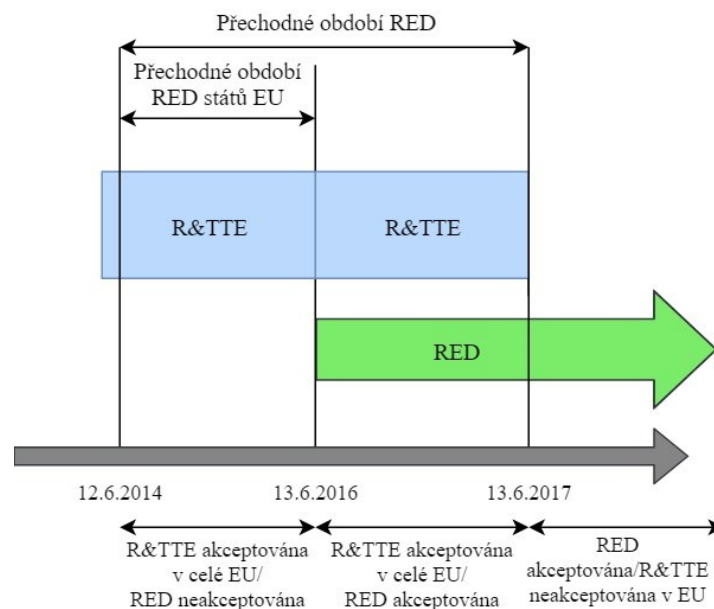 Přechodné období RED
Přechodné období
RED států EU
R&TTE
R&TTE
RED
12.6.2014
13.6.2016
13.6.2017
R&TTE akceptována
v celé EU/
RED neakceptována
R&TTE akceptována
v celé EU/
RED akceptována
RED
akceptována/R&TTE
neakceptována v EU